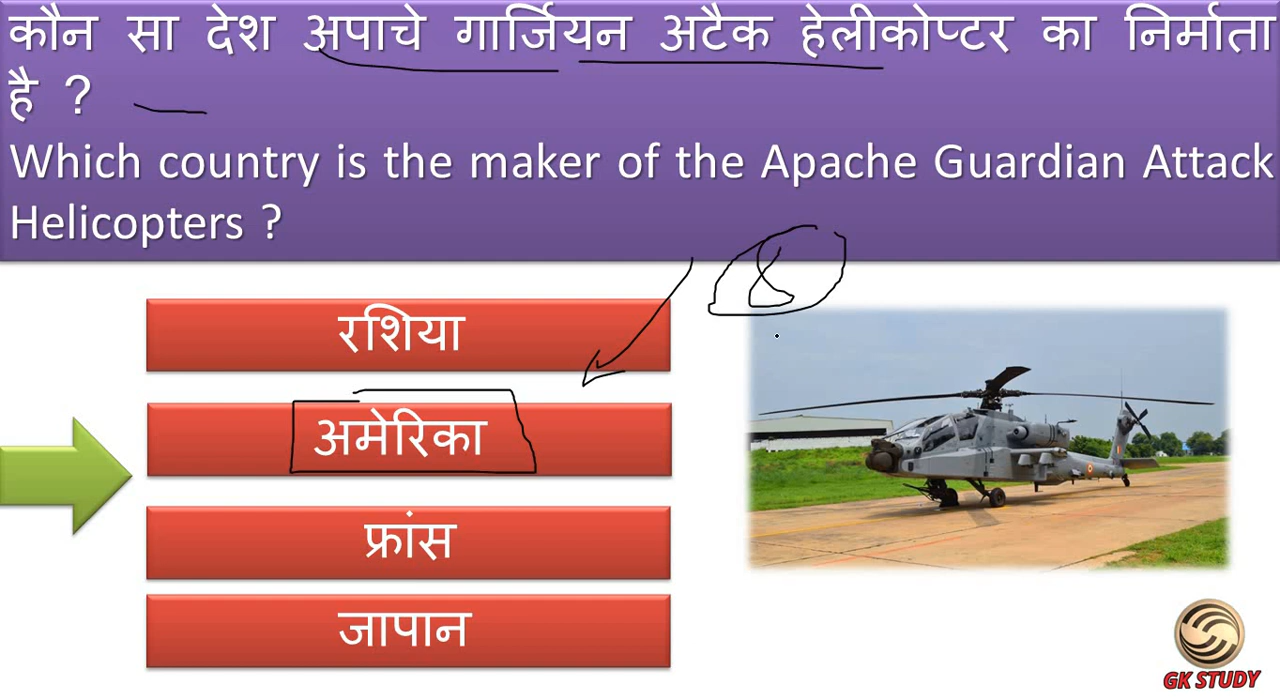 कौन सा देश अपाचे गार्जियन अटैक हेलीकोप्टर का निर्माता
है ?
Which country is the maker of the Apache Guardian Attack
Helicopters ?
रशिया
अमेरिका
फ्रांस
जापान
GK STUDY